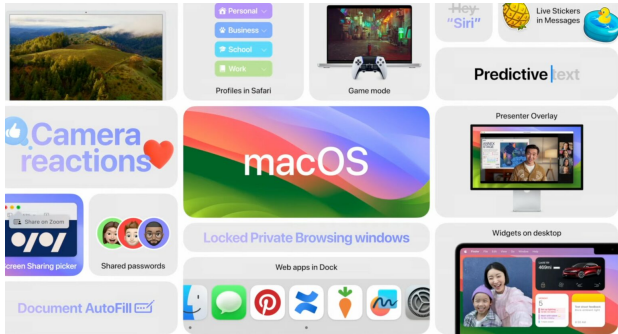 Personal
Business
School
Work
Profiles in Safari
Game mode
Hey
"Siri"
Live Stickers
in Messages
Predictive text
Camera
reactions
macOS
Presenter Overlay
Share on Zoom
creen Sharing picker
Shared passwords
Locked Private Browsing windows
Widgets on desktop
Web apps in Dock
5
Document AutoFill